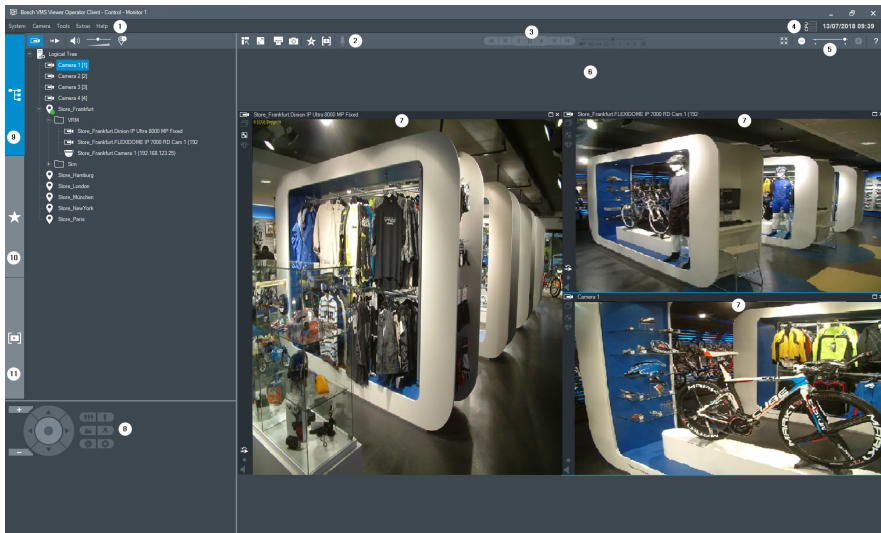 Bosch VMS Viewer Operator Client - Control - Monitor 1
System Camera Tools Extras Help 1
2
3
4 13/07/2018 09:39
5
?
6
Logical Tree
Camera 1 [1]
Camera 2 [2]
Camera 3 [3]
Camera 4 [4]
Store_Frankfurt
VRM
Store_Frankfurt.Dinion IP Ultra 8000 MP Fixed
Store_Frankfurt.FLEXIDOME IP 7000 RD Cam 1 (192
Store_Frankfurt Camera 1 (192.168.123.25)
Sim
Store_Hamburg
Store_London
Store_München
Store_NewYork
Store_Paris
9
10
11
8
Store_Frankfurt.Dinion IP Ultra 8000 MP Fixed
7
Store_Frankfurt.FLEXIDOME IP 7000 RD Cam 1 (192
7
Camera 1
7
CUBE